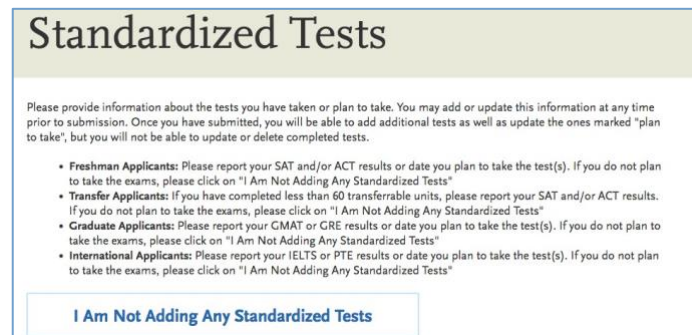 Standardized Tests
Please provide information about the tests you have taken or plan to take. You may add or update this information at any time
prior to submission. Once you have submitted, you will be able to add additional tests as well as update the ones marked "plan
to take", but you will not be able to update or delete completed tests.
• Freshman Applicants: Please report your SAT and/or ACT results or date you plan to take the test(s). If you do not plan
to take the exams, please click on "I Am Not Adding Any Standardized Tests"
• Transfer Applicants: If you have completed less than 60 transferrable units, please report your SAT and/or ACT results.
If you do not plan to take the exams, please click on "I Am Not Adding Any Standardized Tests"
• Graduate Applicants: Please report your GMAT or GRE results or date you plan to take the test(s). If you do not plan to
take the exams, please click on "I Am Not Adding Any Standardized Tests"
• International Applicants: Please report your IELTS or PTE results or date you plan to take the test(s). If you do not plan
to take the exams, please click on "I Am Not Adding Any Standardized Tests"
I Am Not Adding Any Standardized Tests